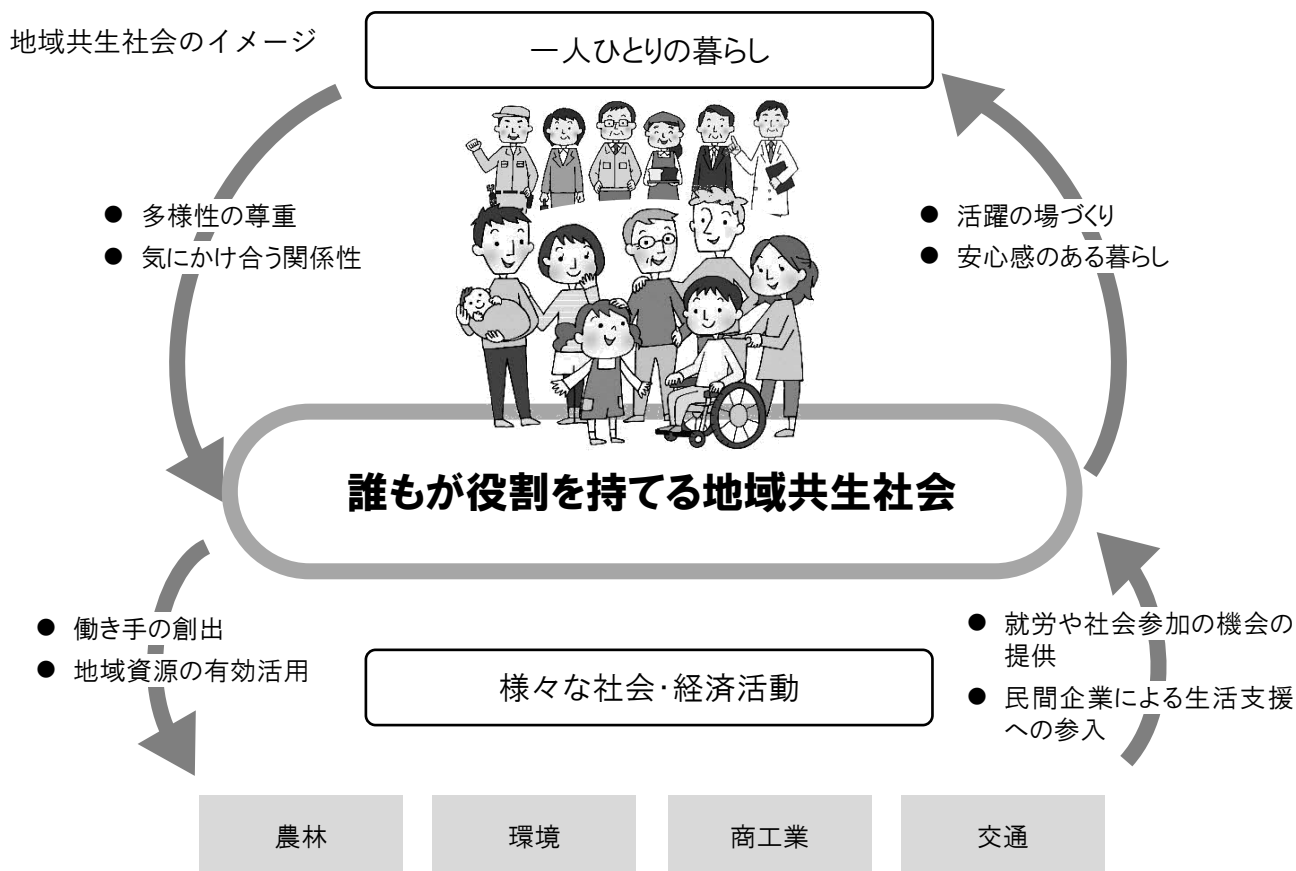 地域共生社会のイメージ
一人ひとりの暮らし
● 多様性の尊重
● 気にかけ合う関係性
● 活躍の場づくり
● 安心感のある暮らし
誰もが役割を持てる地域共生社会
● 働き手の創出
● 地域資源の有効活用
● 就労や社会参加の機会の
提供
● 民間企業による生活支援
への参入
様々な社会・経済活動
農林
環境
商工業
交通